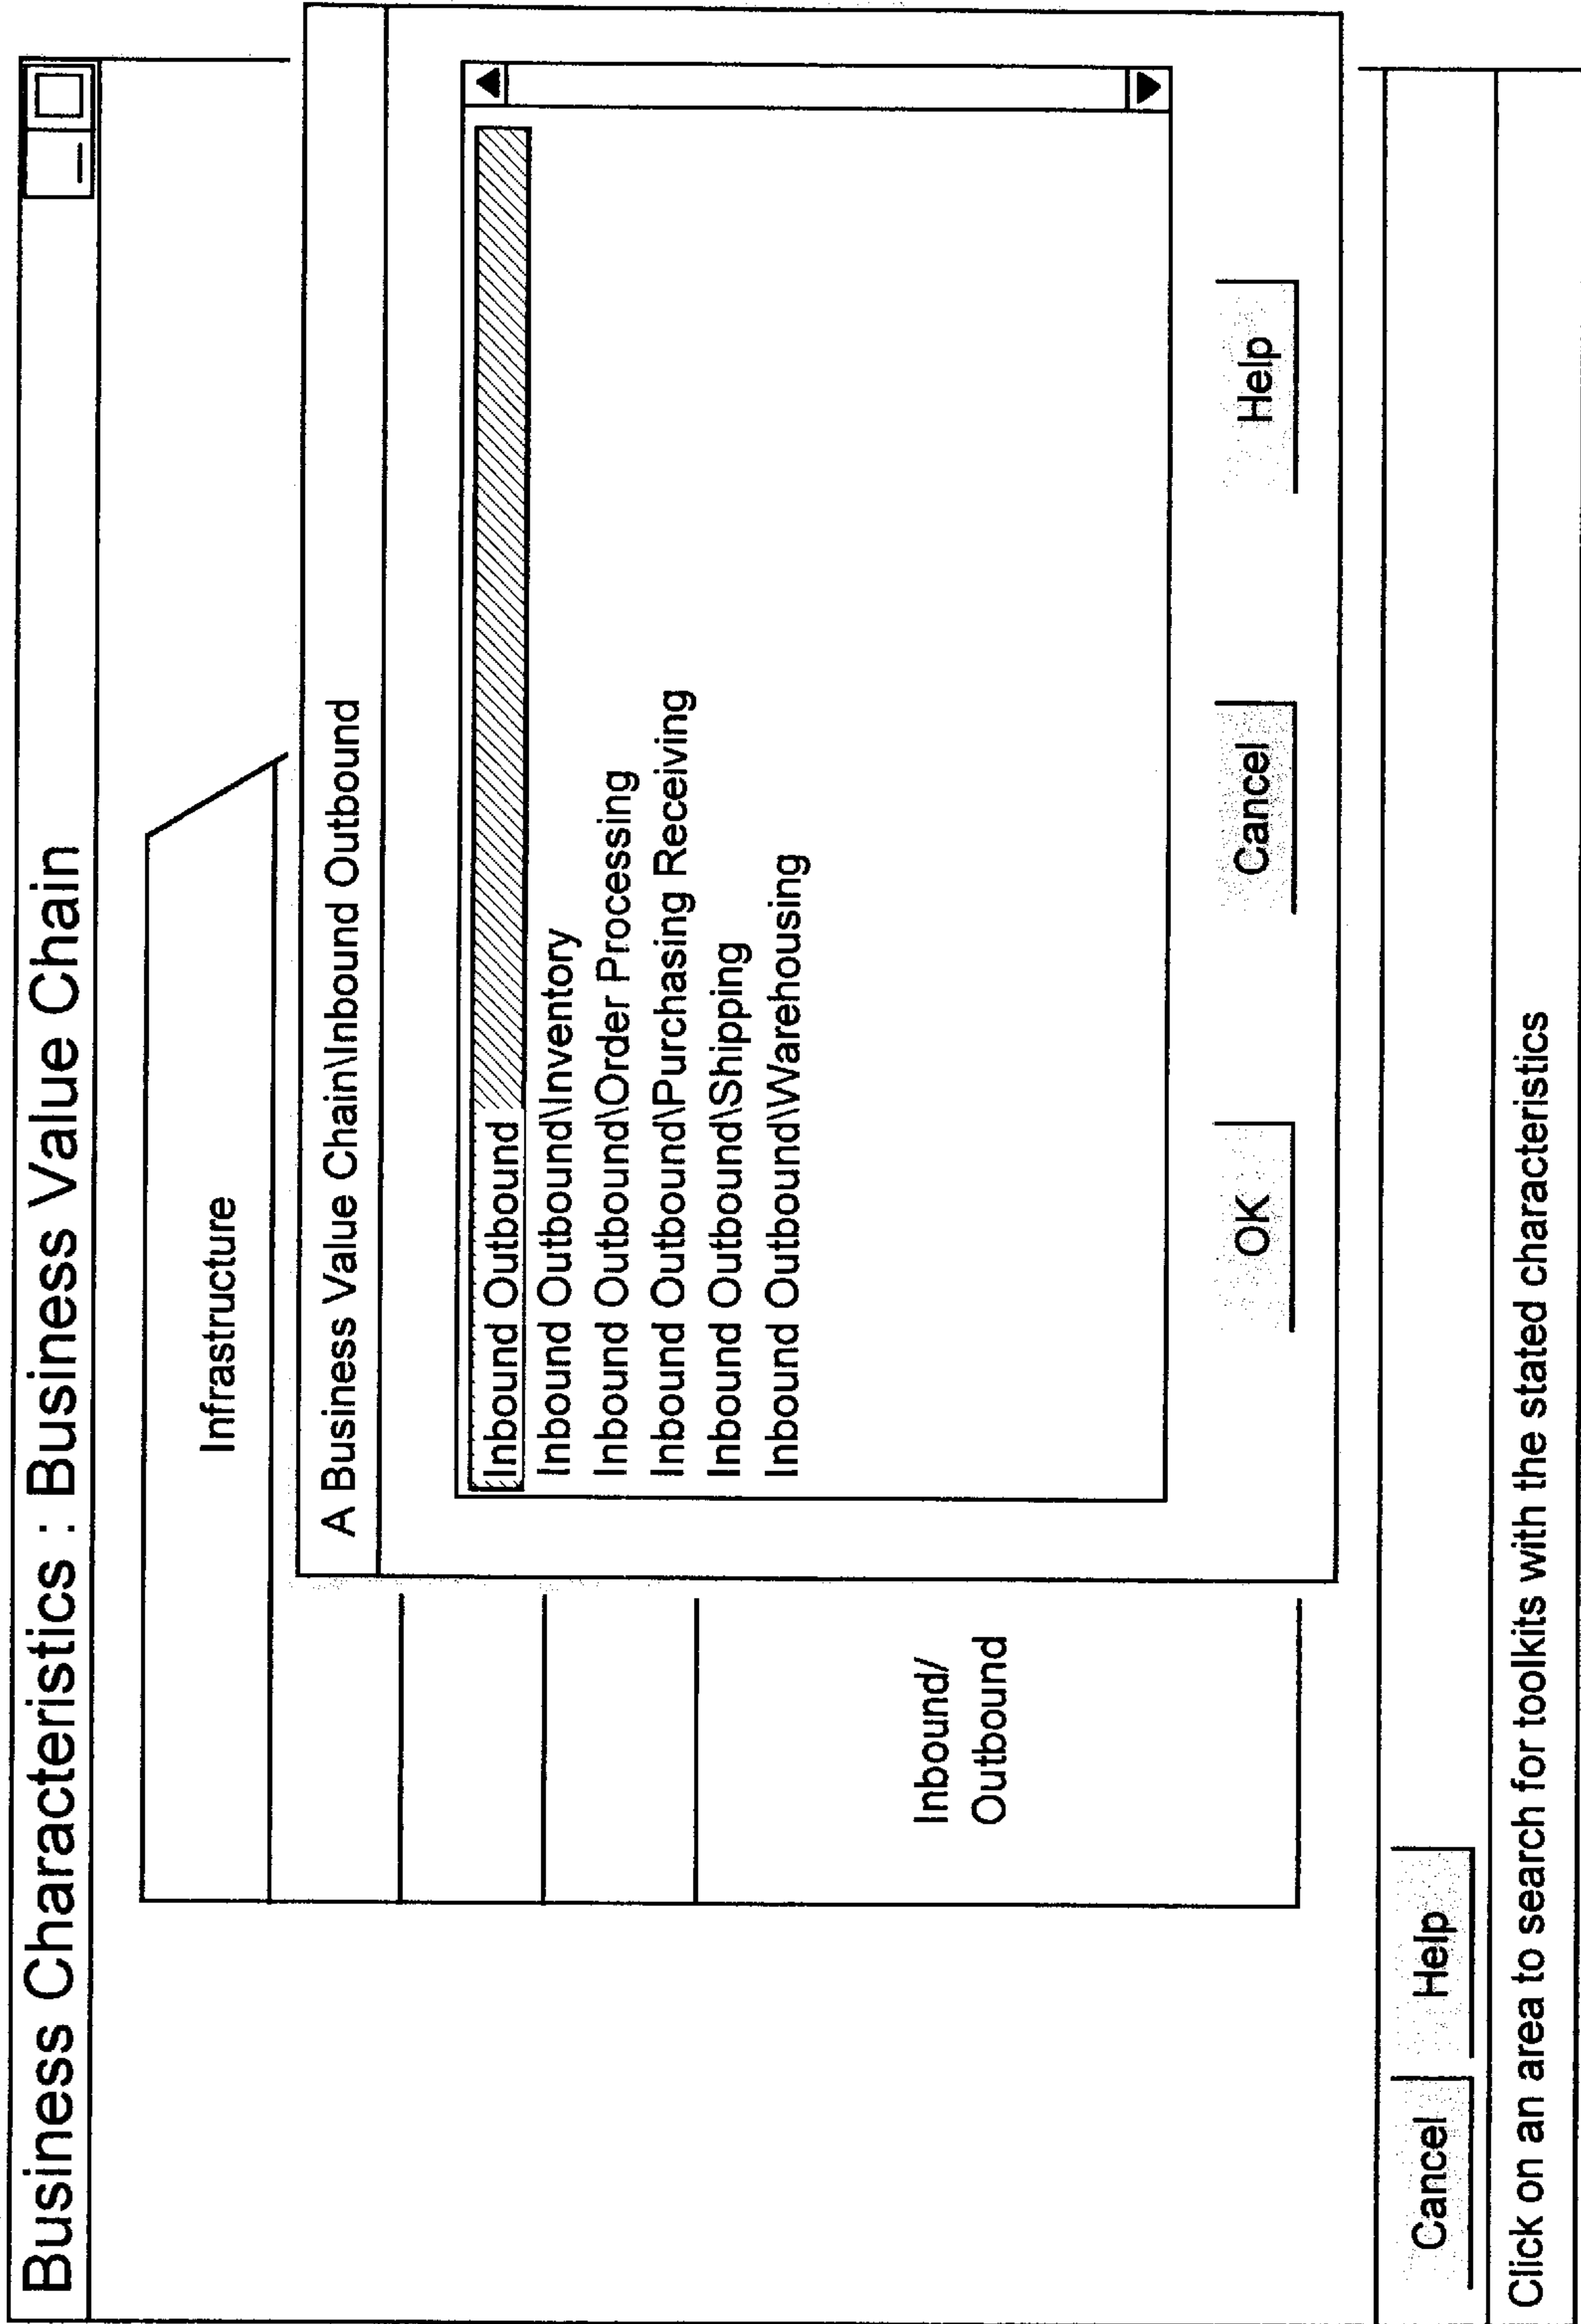 Business Characteristics : Business Value Chain
Infrastructure
A Business Value Chain\Inbound Outbound
Inbound Outbound
Inbound Outbound\Inventory
Inbound Outbound\Order Processing
Inbound Outbound\Purchasing Receiving
Inbound Outbound\Shipping
Inbound Outbound\Warehousing
Inbound/
Outbound
OK Cancel Help
Cancel Help
Click on an area to search for toolkits with the stated characteristics